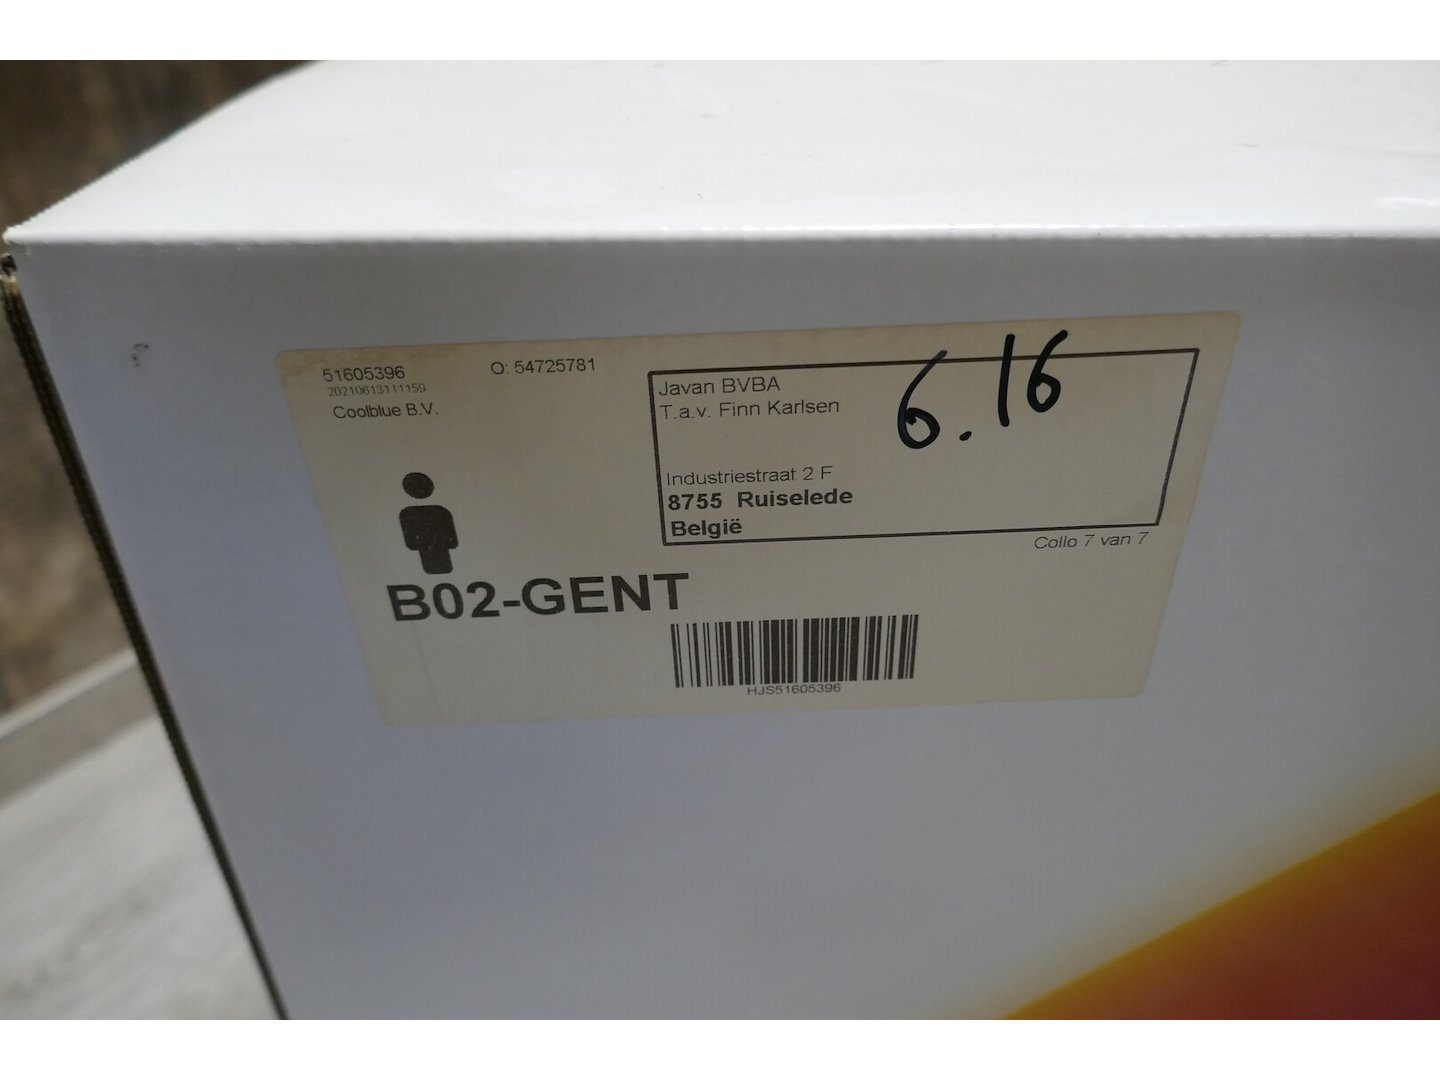 51605396
20210613111159
Coolblue B.V.
O: 54725781
Javan BVBA
T.a.v. Finn Karlsen
6.16
Industriestraat 2 F
8755 Ruiselede
België
Collo 7 van 7
B02-GENT
HJS51605396